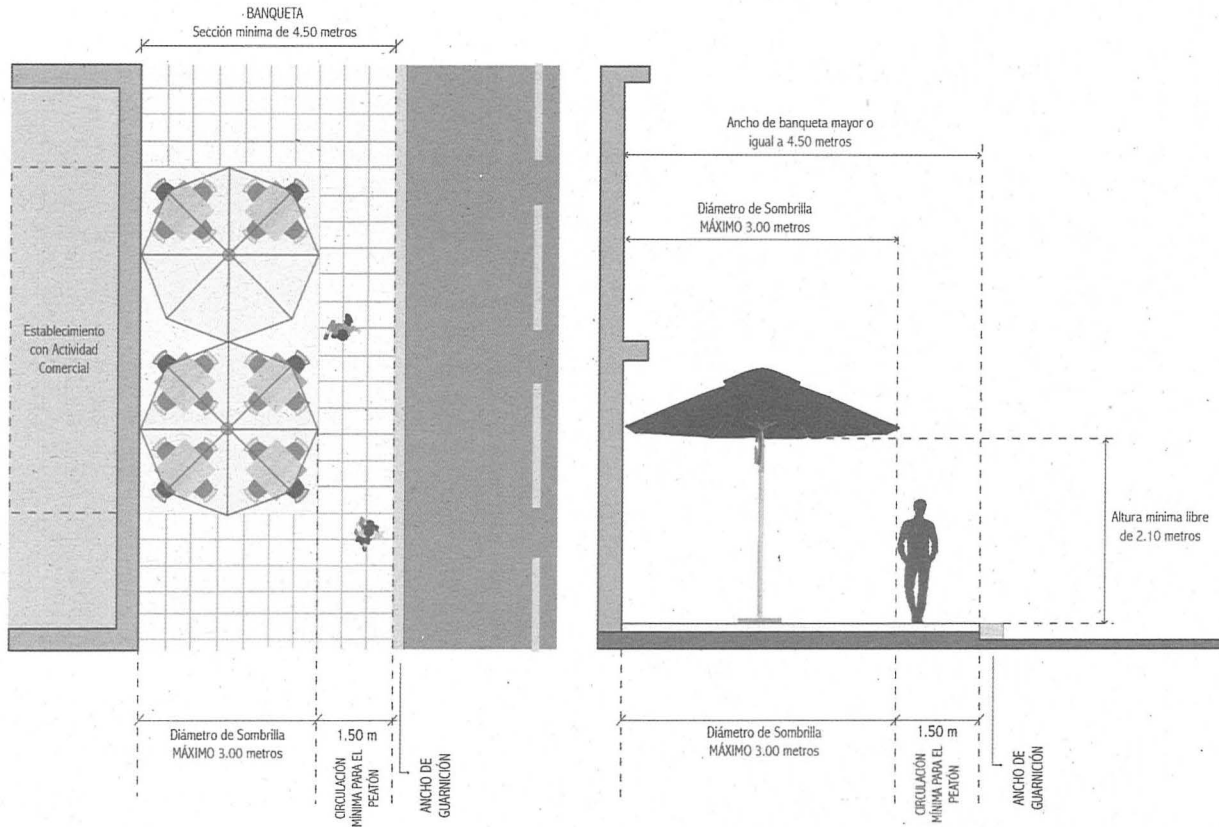 BANQUETA
Sección mínima de 4.50 metros
Establecimiento
con Actividad
Comercial
Diámetro de Sombrilla
MÁXIMO 3.00 metros
1.50 m
CIRCULACIÓN
MÍNIMA PARA EL
PEATÓN
ANCHO DE
GUARNICIÓN
Ancho de banqueta mayor o
igual a 4.50 metros
Diámetro de Sombrilla
MÁXIMO 3.00 metros
Altura mínima libre
de 2.10 metros
Diámetro de Sombrilla
MÁXIMO 3.00 metros
1.50 m
CIRCULACIÓN
MÍNIMA PARA EL
PEATÓN
ANCHO DE
GUARNICIÓN